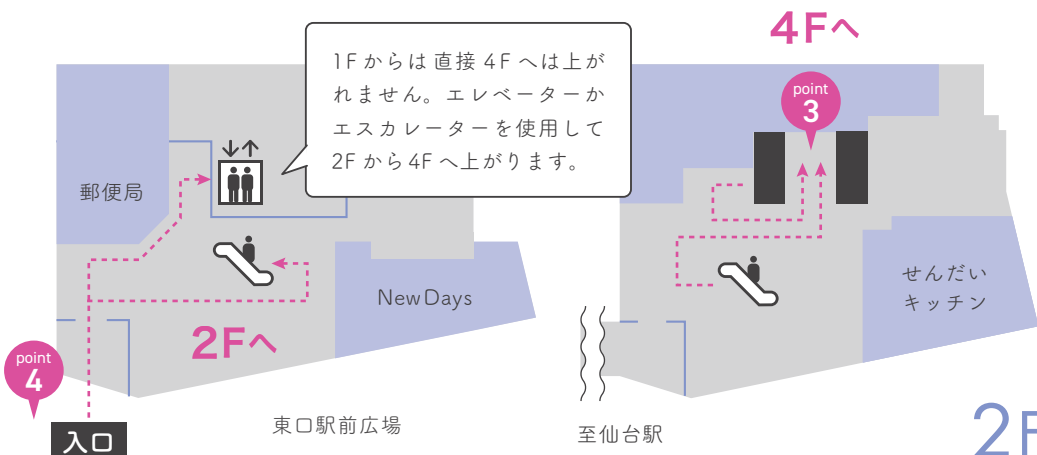 4Fへ
1Fからは直接4Fへは上が
れません。エレベーターか
エスカレーターを使用して
2Fから4Fへ上がります。
point
3
郵便局
NewDays
せんだい
キッチン
2Fへ
point
4
入口
東口駅前広場
至仙台駅
2F